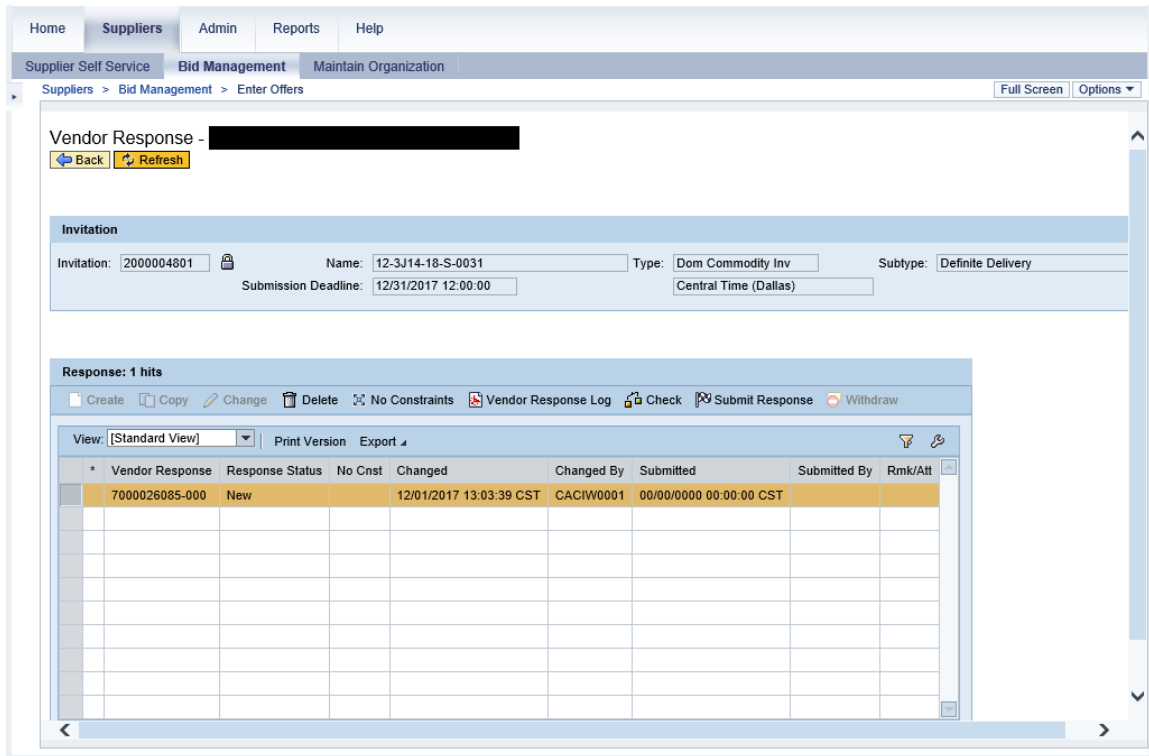 Home Suppliers Admin Reports Help
Supplier Self Service Bid Management Maintain Organization
Suppliers > Bid Management > Enter Offers Full Screen Options
Vendor Response -
Back Refresh
Invitation
Invitation: 2000004801 Name: 12-3J14-18-S-0031 Type: Dom Commodity Inv Subtype: Definite Delivery
Submission Deadline: 12/31/2017 12:00:00 Central Time (Dallas)
Response: 1 hits
Create Copy Change Delete No Constraints Vendor Response Log Check Submit Response Withdraw
View: [Standard View] Print Version Export
* Vendor Response Response Status No Cnst Changed Changed By Submitted Submitted By Rmk/Att
7000026085-000 New 12/01/2017 13:03:39 CST CACIW0001 00/00/0000 00:00:00 CST